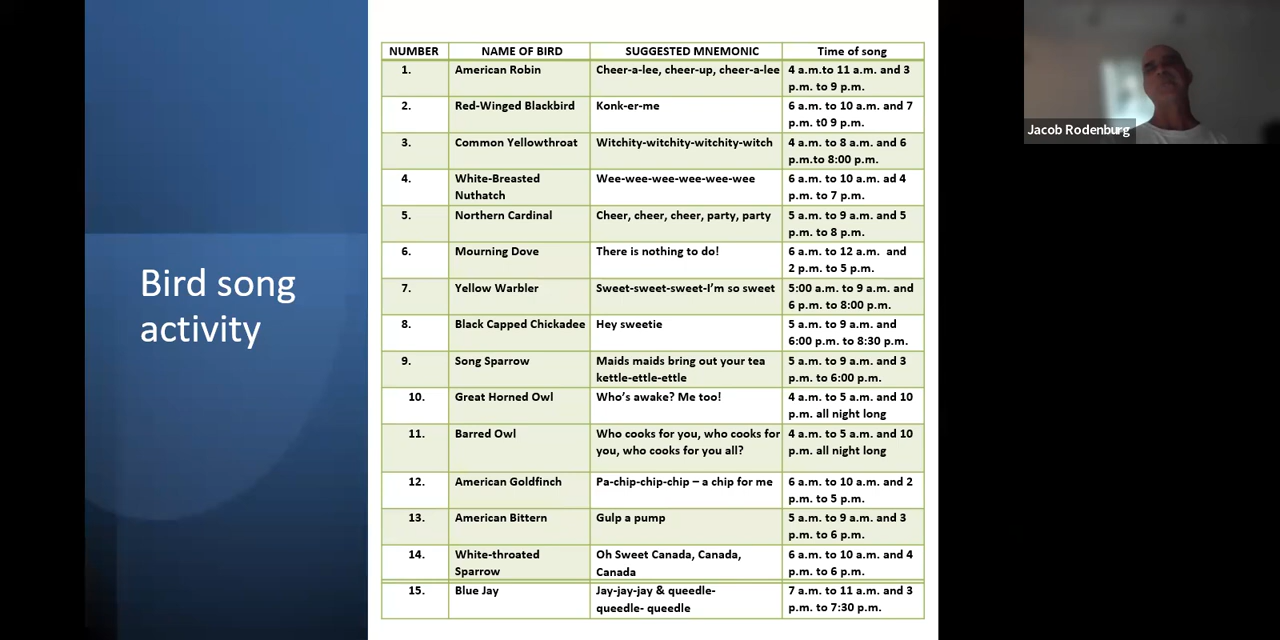 Bird song
activity
NUMBER NAME OF BIRD SUGGESTED MNEMONIC Time of song
1. American Robin Cheer-a-lee, cheer-up, cheer-a-lee 4 a.m.to 11 a.m. and 3
p.m. to 9 p.m.
2. Red-Winged Blackbird Konk-er-me 6 a.m. to 10 a.m. and 7
p.m. t0 9 p.m.
3. Common Yellowthroat Witchity-witchity-witchity-witch 4 a.m. to 8 a.m. and 6
p.m.to 8:00 p.m.
4. White-Breasted Wee-wee-wee-wee-wee-wee 6 a.m. to 10 a.m. ad 4
Nuthatch p.m. to 7 p.m.
5. Northern Cardinal Cheer, cheer, cheer, party, party 5 a.m. to 9 a.m. and 5
p.m. to 8 p.m.
6. Mourning Dove There is nothing to do! 6 a.m. to 12 a.m. and
2 p.m. to 5 p.m.
7. Yellow Warbler Sweet-sweet-sweet-I'm so sweet 5:00 a.m. to 9 a.m. and
6 p.m. to 8:00 p.m.
8. Black Capped Chickadee Hey sweetie 5 a.m. to 9 a.m. and
6:00 p.m. to 8:30 p.m.
9. Song Sparrow Maids maids bring out your tea 5 a.m. to 9 a.m. and 3
kettle-ettle-ettle p.m. to 6:00 p.m.
10. Great Horned Owl Who's awake? Me too! 4 a.m. to 5 a.m. and 10
p.m. all night long
11. Barred Owl Who cooks for you, who cooks for 4 a.m. to 5 a.m. and 10
you, who cooks for you all? p.m. all night long
12. American Goldfinch Pa-chip-chip-chip – a chip for me 6 a.m. to 10 a.m. and 2
p.m. to 5 p.m.
13. American Bittern Gulp a pump 5 a.m. to 9 a.m. and 3
p.m. to 6 p.m.
14. White-throated Oh Sweet Canada, Canada, 6 a.m. to 10 a.m. and 4
Sparrow Canada p.m. to 6 p.m.
15. Blue Jay Jay-jay-jay & queedle- 7 a.m. to 11 a.m. and 3
queedle- queedle p.m. to 7:30 p.m.
Jacob Rodenburg